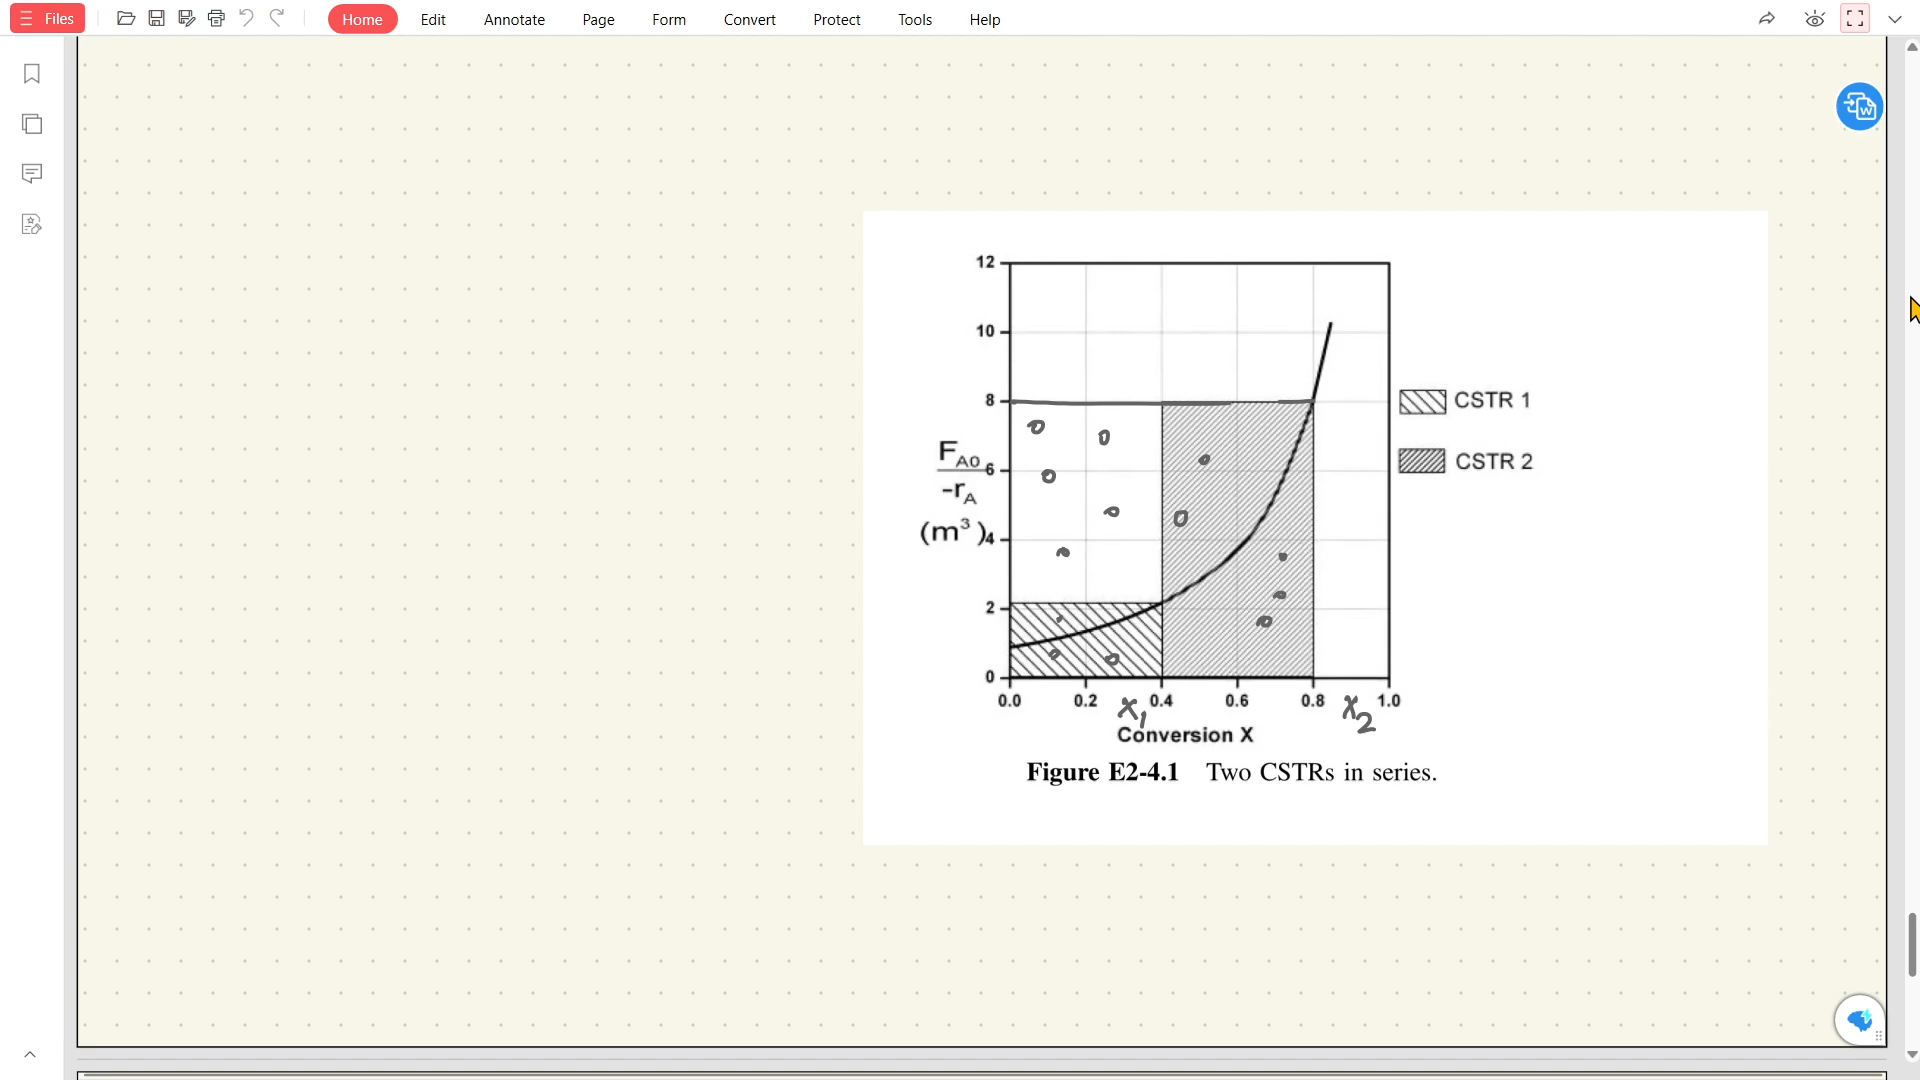 Files Home Edit Annotate Page Form Convert Protect Tools Help
W
12
10
8
6
4
2
0
F_A0
-r_A
(m³)
0.0 0.2 0.4 0.6 0.8 1.0
X₁ X₂
Conversion X
CSTR 1
CSTR 2
Figure E2-4.1 Two CSTRs in series.